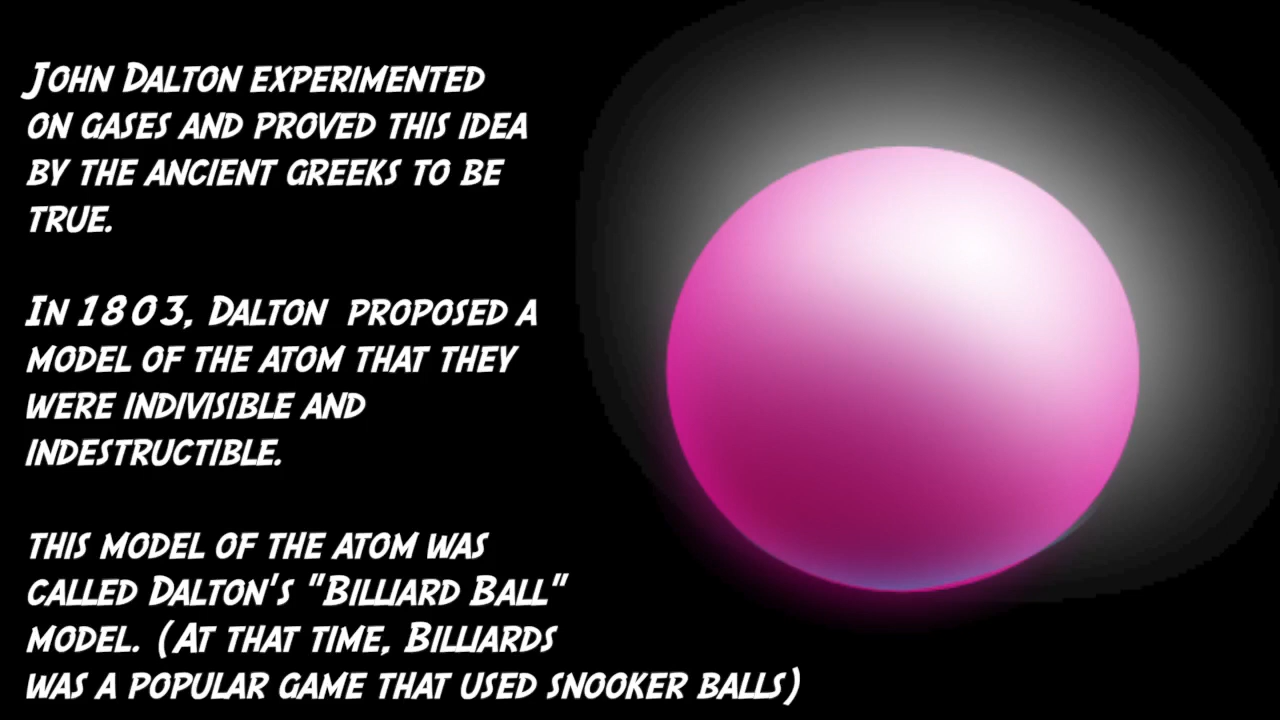 John Dalton experimented
on gases and proved this idea
by the ancient greeks to be
true.
In 1803, Dalton proposed a
model of the atom that they
were indivisible and
indestructible.
this model of the atom was
called Dalton's "Billiard Ball"
model. (At that time, Billiards
was a popular game that used snooker balls)